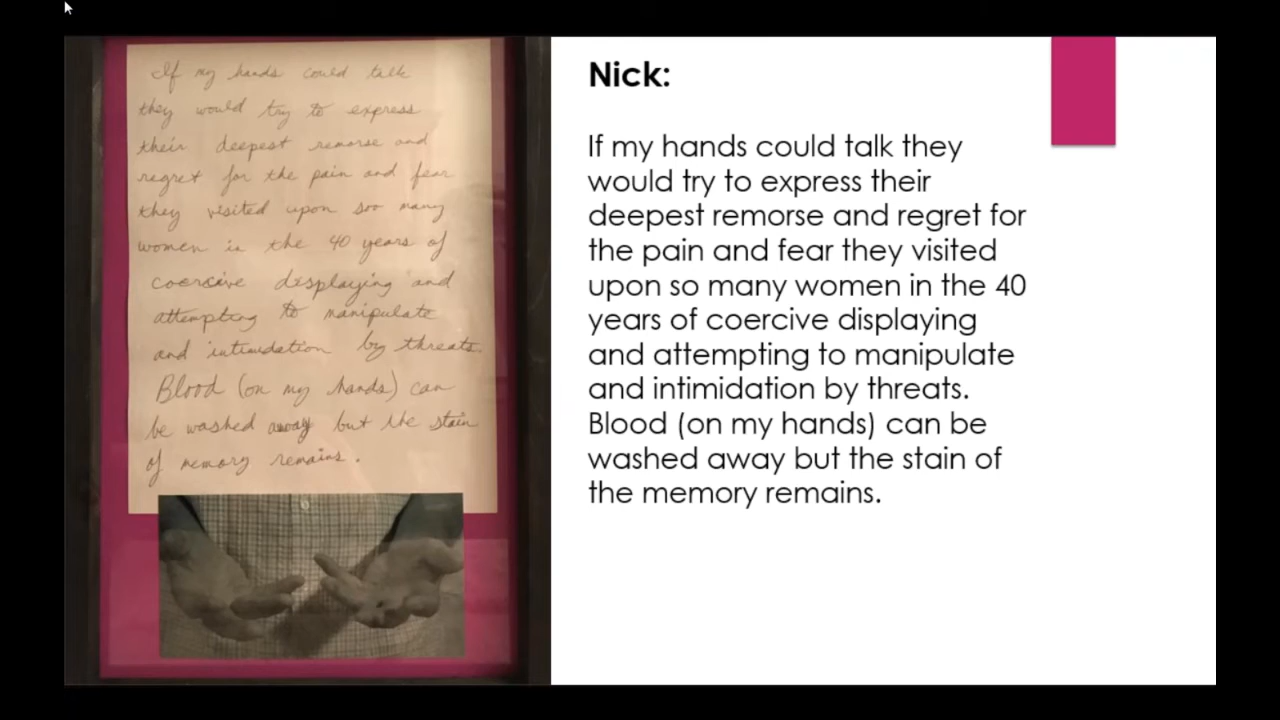 If my hands could talk
they would try to express
their deepest remorse and
regret for the pain and fear
they visited upon soo many
women in the 40 years of
coercive displaying and
attempting to manipulate
and intimidation by threats.
Blood (on my hands) can
be washed away but the stain
of memory remains.
Nick:
If my hands could talk they
would try to express their
deepest remorse and regret for
the pain and fear they visited
upon so many women in the 40
years of coercive displaying
and attempting to manipulate
and intimidation by threats.
Blood (on my hands) can be
washed away but the stain of
the memory remains.